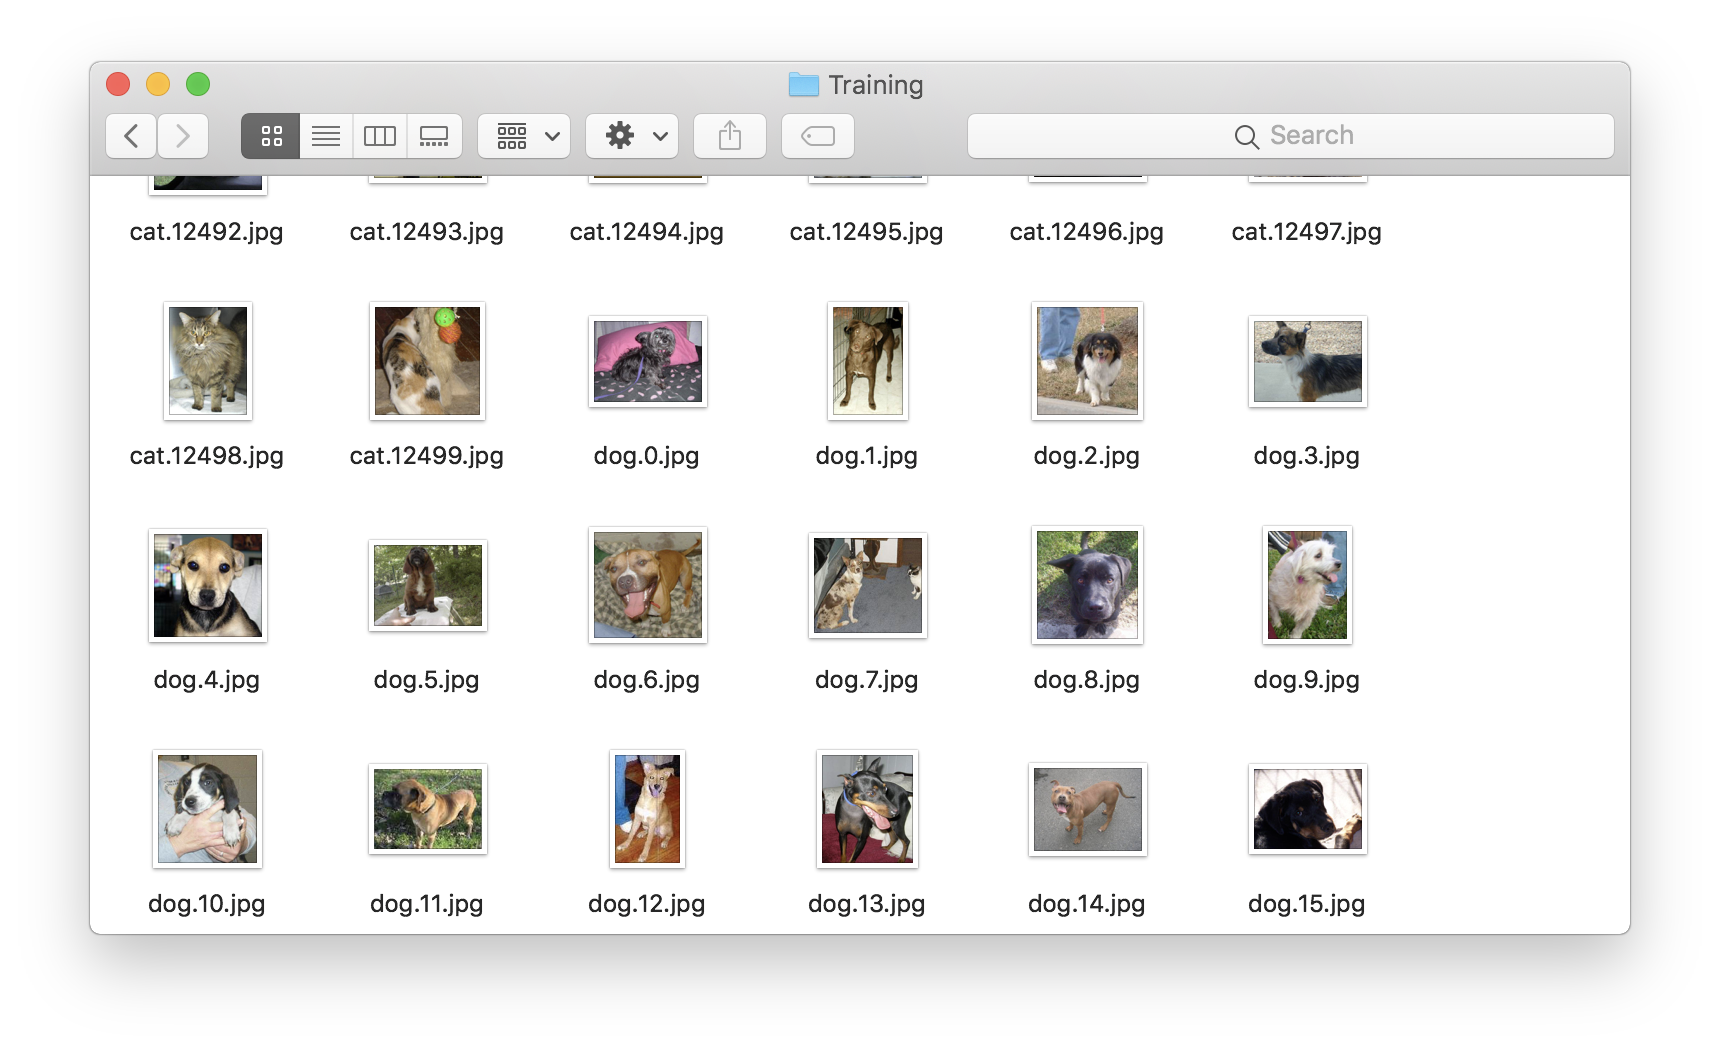 Training
Search
cat.12492.jpg cat.12493.jpg cat.12494.jpg cat.12495.jpg cat.12496.jpg cat.12497.jpg
cat.12498.jpg cat.12499.jpg dog.0.jpg dog.1.jpg dog.2.jpg dog.3.jpg
dog.4.jpg dog.5.jpg dog.6.jpg dog.7.jpg dog.8.jpg dog.9.jpg
dog.10.jpg dog.11.jpg dog.12.jpg dog.13.jpg dog.14.jpg dog.15.jpg